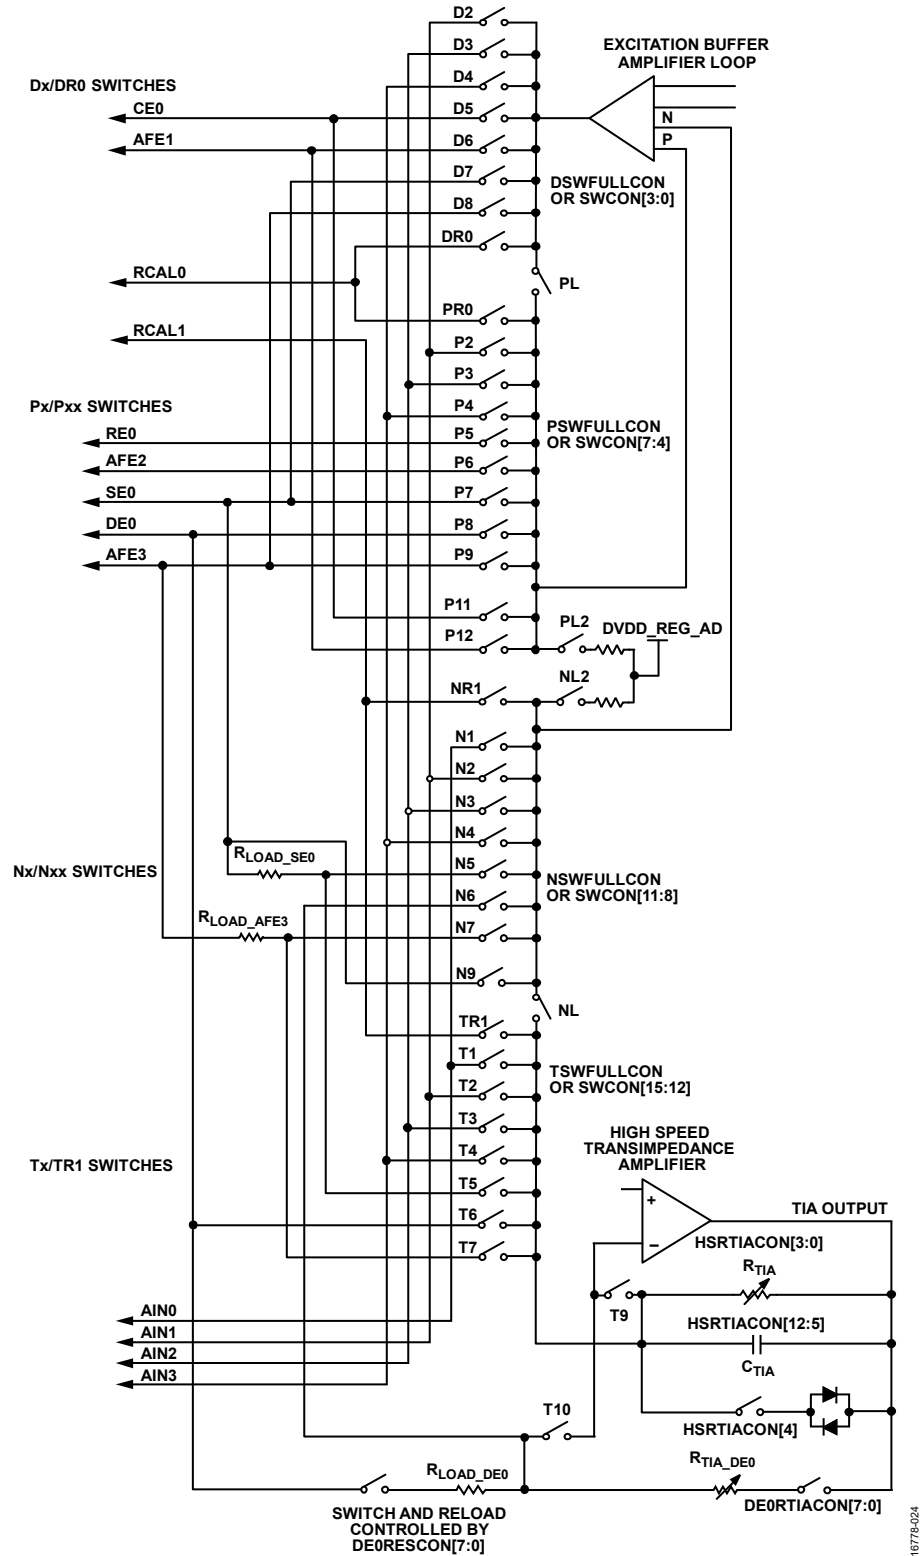 D2
EXCITATION BUFFER
AMPLIFIER LOOP
D3
Dx/DR0 SWITCHES
D4
CE0
D5
N
AFE1
D6
P
D7
DSWFULLCON
OR SWCON[3:0]
D8
DR0
RCAL0
PL
PR0
RCAL1
P2
P3
Px/Pxx SWITCHES
P4
PSWFULLCON
OR SWCON[7:4]
RE0
P5
AFE2
P6
SE0
P7
DE0
P8
AFE3
P9
P11
PL2
DVDD_REG_AD
P12
NL2
NR1
N1
N2
N3
N4
RLOAD_SE0
Nx/Nxx SWITCHES
N5
NSWFULLCON
OR SWCON[11:8]
N6
RLOAD_AFE3
N7
N9
NL
TR1
T1
TSWFULLCON
OR SWCON[15:12]
T2
T3
HIGH SPEED
TRANSIMPEDANCE
AMPLIFIER
Tx/TR1 SWITCHES
T4
T5
+
TIA OUTPUT
T6
HSRTIACON[3:0]
–
T7
RTIA
AIN0
T9
HSRTIACON[12:5]
AIN1
AIN2
CTIA
AIN3
T10
HSRTIACON[4]
RLOAD_DE0
RTIA_DE0
DE0RTIACON[7:0]
SWITCH AND RELOAD
CONTROLLED BY
DE0RESCON[7:0]
16778-024